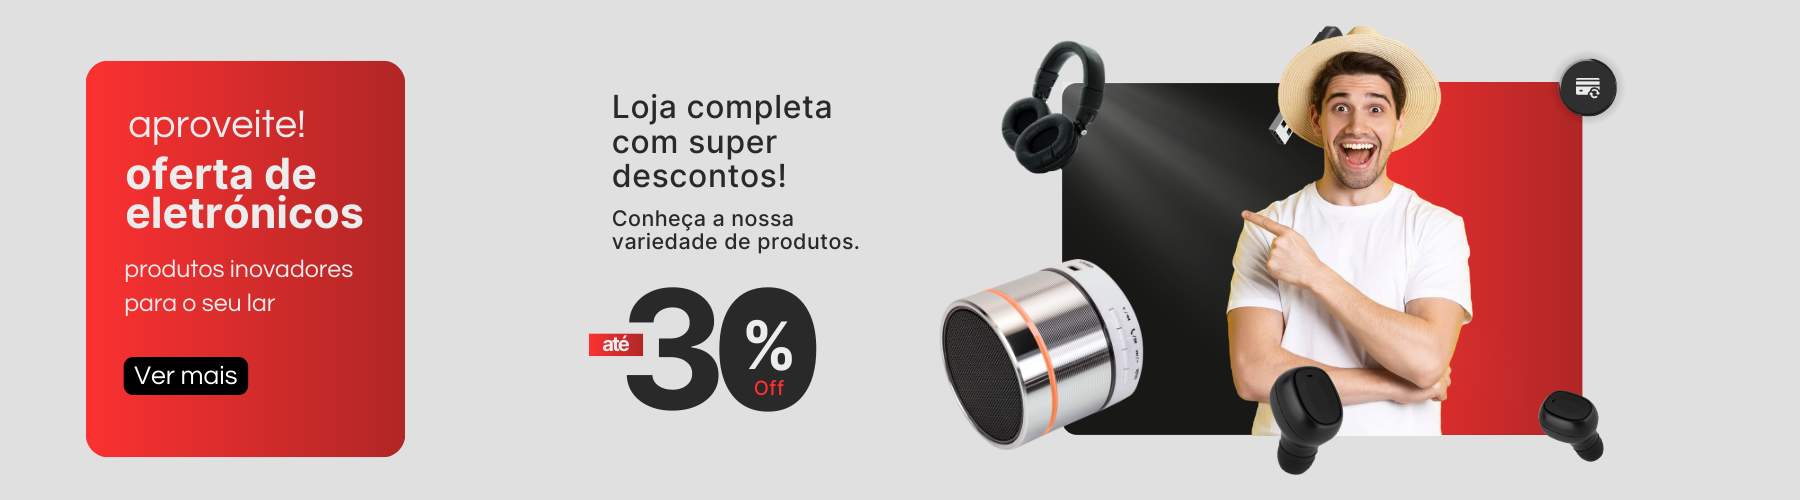 aproveite!
oferta de
eletrónicos
produtos inovadores
para o seu lar
Ver mais
Loja completa
com super
descontos!
Conheça a nossa
variedade de produtos.
até
30
%
Off